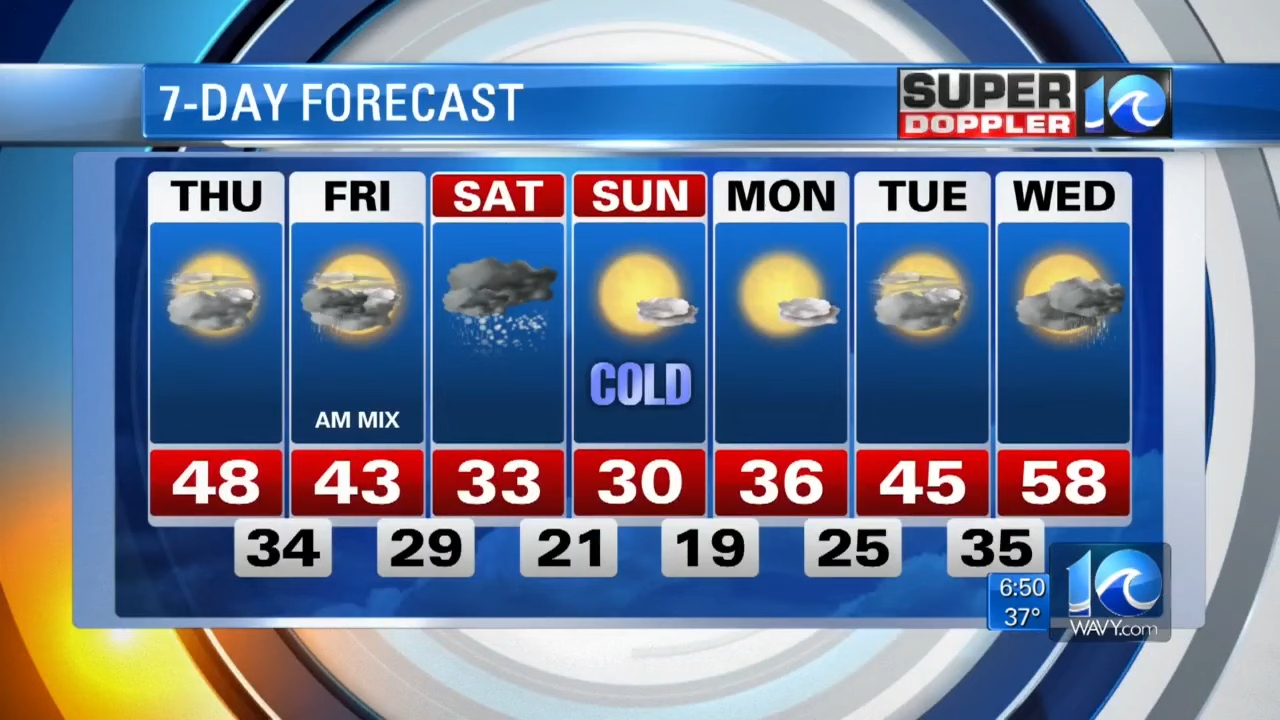 7-DAY FORECAST
SUPER
DOPPLER
10
THU FRI SAT SUN MON TUE WED
COLD
AM MIX
48 43 33 30 36 45 58
34 29 21 19 25 35
6:50
37°
10
WAVY.com